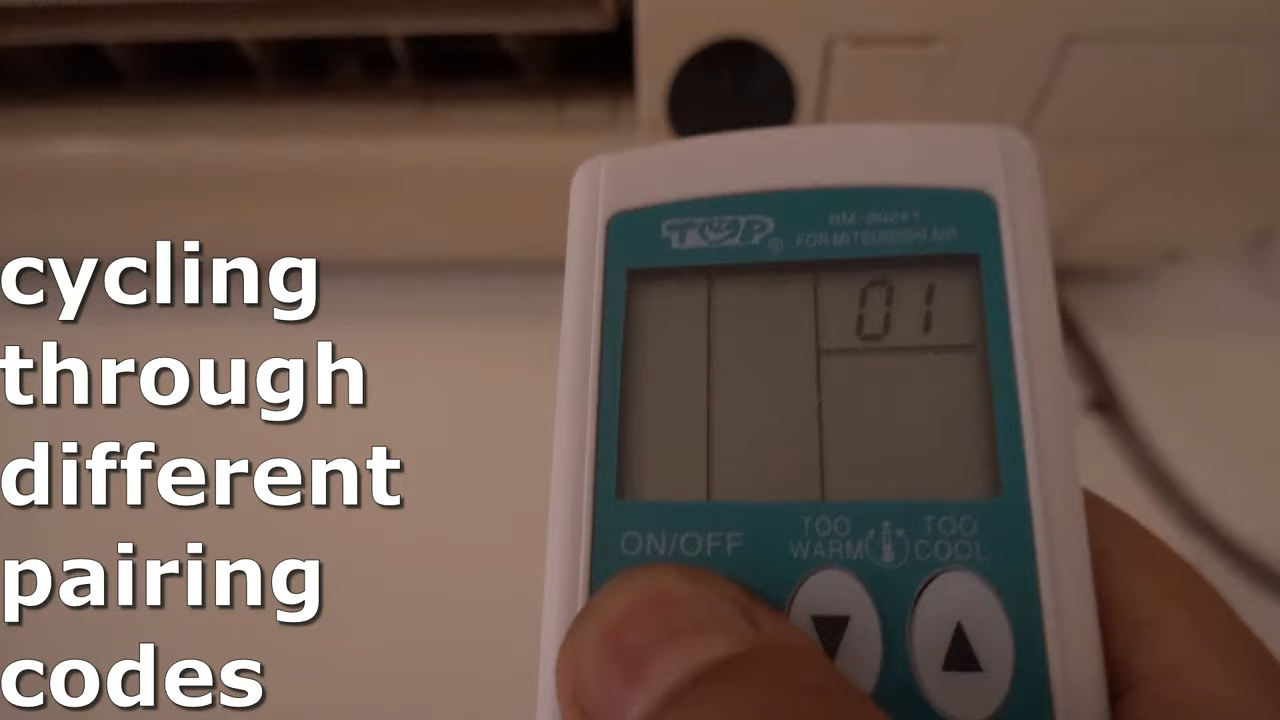 cycling
through
different
pairing
codes
TOP
FOR MITSUBISHI AIR
01
ON/OFF
TOO WARM
TOO COOL